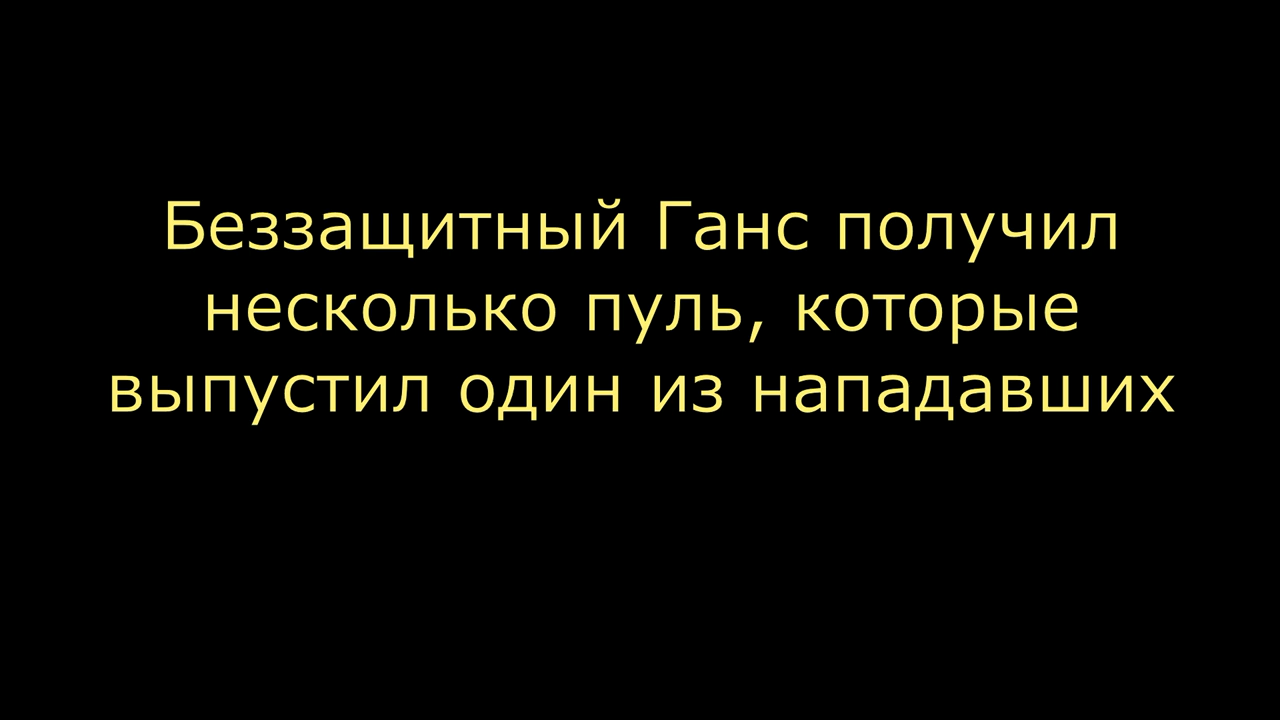 Беззащитный Ганс получил
несколько пуль, которые
выпустил один из нападавших